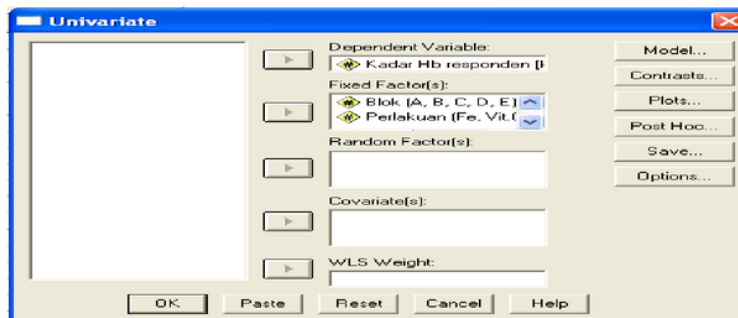 Univariate
Dependent Variable:
Kadar Hb responden [H
Fixed Factor(s):
Blok (A, B, C, D, E)
Perlakuan (Fe, Vit.C
Random Factor(s):
Covariate(s):
WLS Weight:
Model...
Contrasts...
Plots...
Post Hoc...
Save...
Options...
OK
Paste
Reset
Cancel
Help